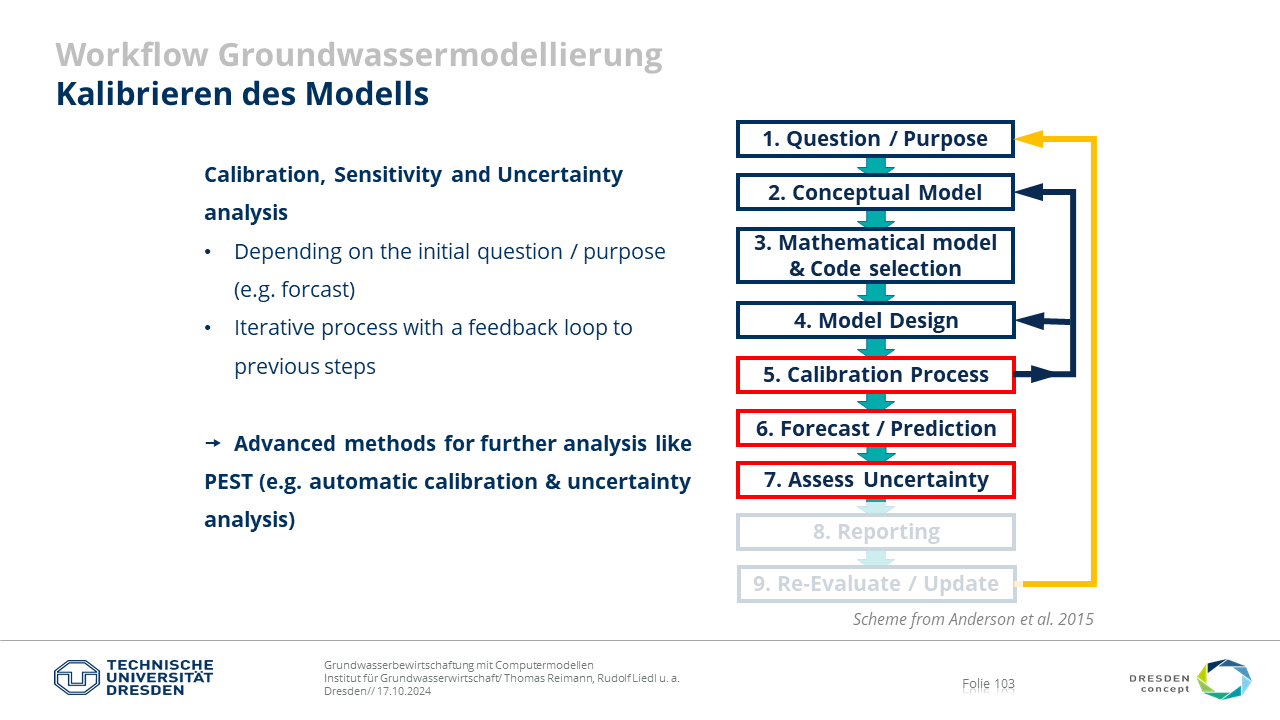 Workflow Groundwassermodellierung
Kalibrieren des Modells
Calibration, Sensitivity and Uncertainty
analysis
• Depending on the initial question / purpose
(e.g. forcast)
• Iterative process with a feedback loop to
previous steps
→ Advanced methods for further analysis like
PEST (e.g. automatic calibration & uncertainty
analysis)
1. Question / Purpose
2. Conceptual Model
3. Mathematical model
& Code selection
4. Model Design
5. Calibration Process
6. Forecast / Prediction
7. Assess Uncertainty
8. Reporting
9. Re-Evaluate / Update
Scheme from Anderson et al. 2015
TECHNISCHE
UNIVERSITÄT
DRESDEN
Grundwasserbewirtschaftung mit Computermodellen
Institut für Grundwasserwirtschaft/ Thomas Reimann, Rudolf Liedl u. a.
Dresden// 17.10.2024
Folie 103
DRESDEN
concept